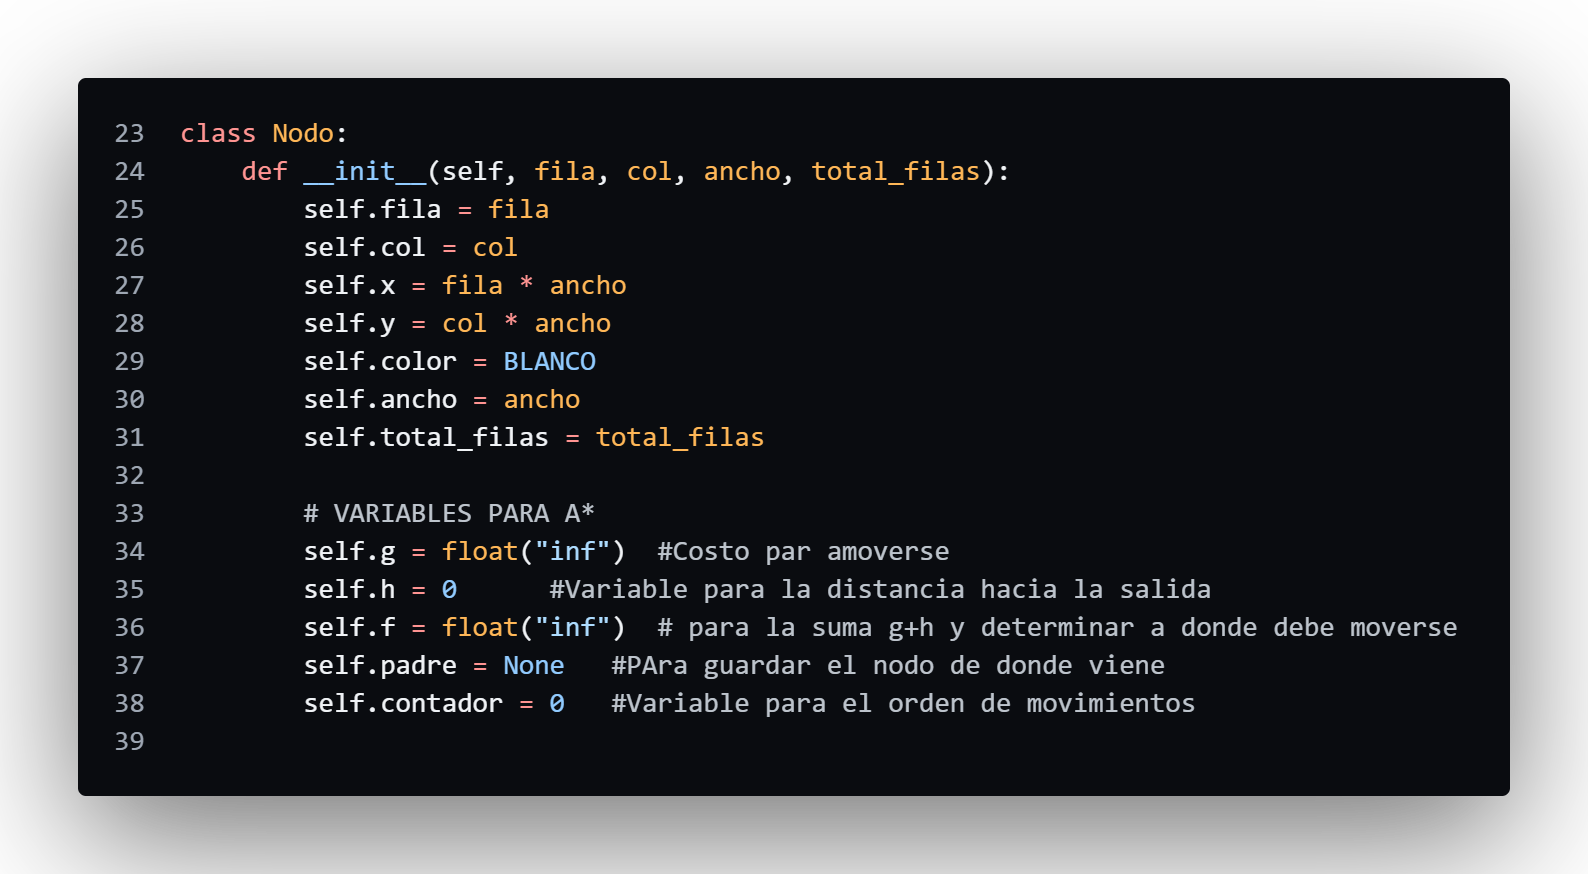 23 class Nodo:
24     def __init__(self, fila, col, ancho, total_filas):
25         self.fila = fila
26         self.col = col
27         self.x = fila * ancho
28         self.y = col * ancho
29         self.color = BLANCO
30         self.ancho = ancho
31         self.total_filas = total_filas
32
33         # VARIABLES PARA A*
34         self.g = float("inf")  #Costo par amoverse
35         self.h = 0      #Variable para la distancia hacia la salida
36         self.f = float("inf")  # para la suma g+h y determinar a donde debe moverse
37         self.padre = None   #PAra guardar el nodo de donde viene
38         self.contador = 0   #Variable para el orden de movimientos
39